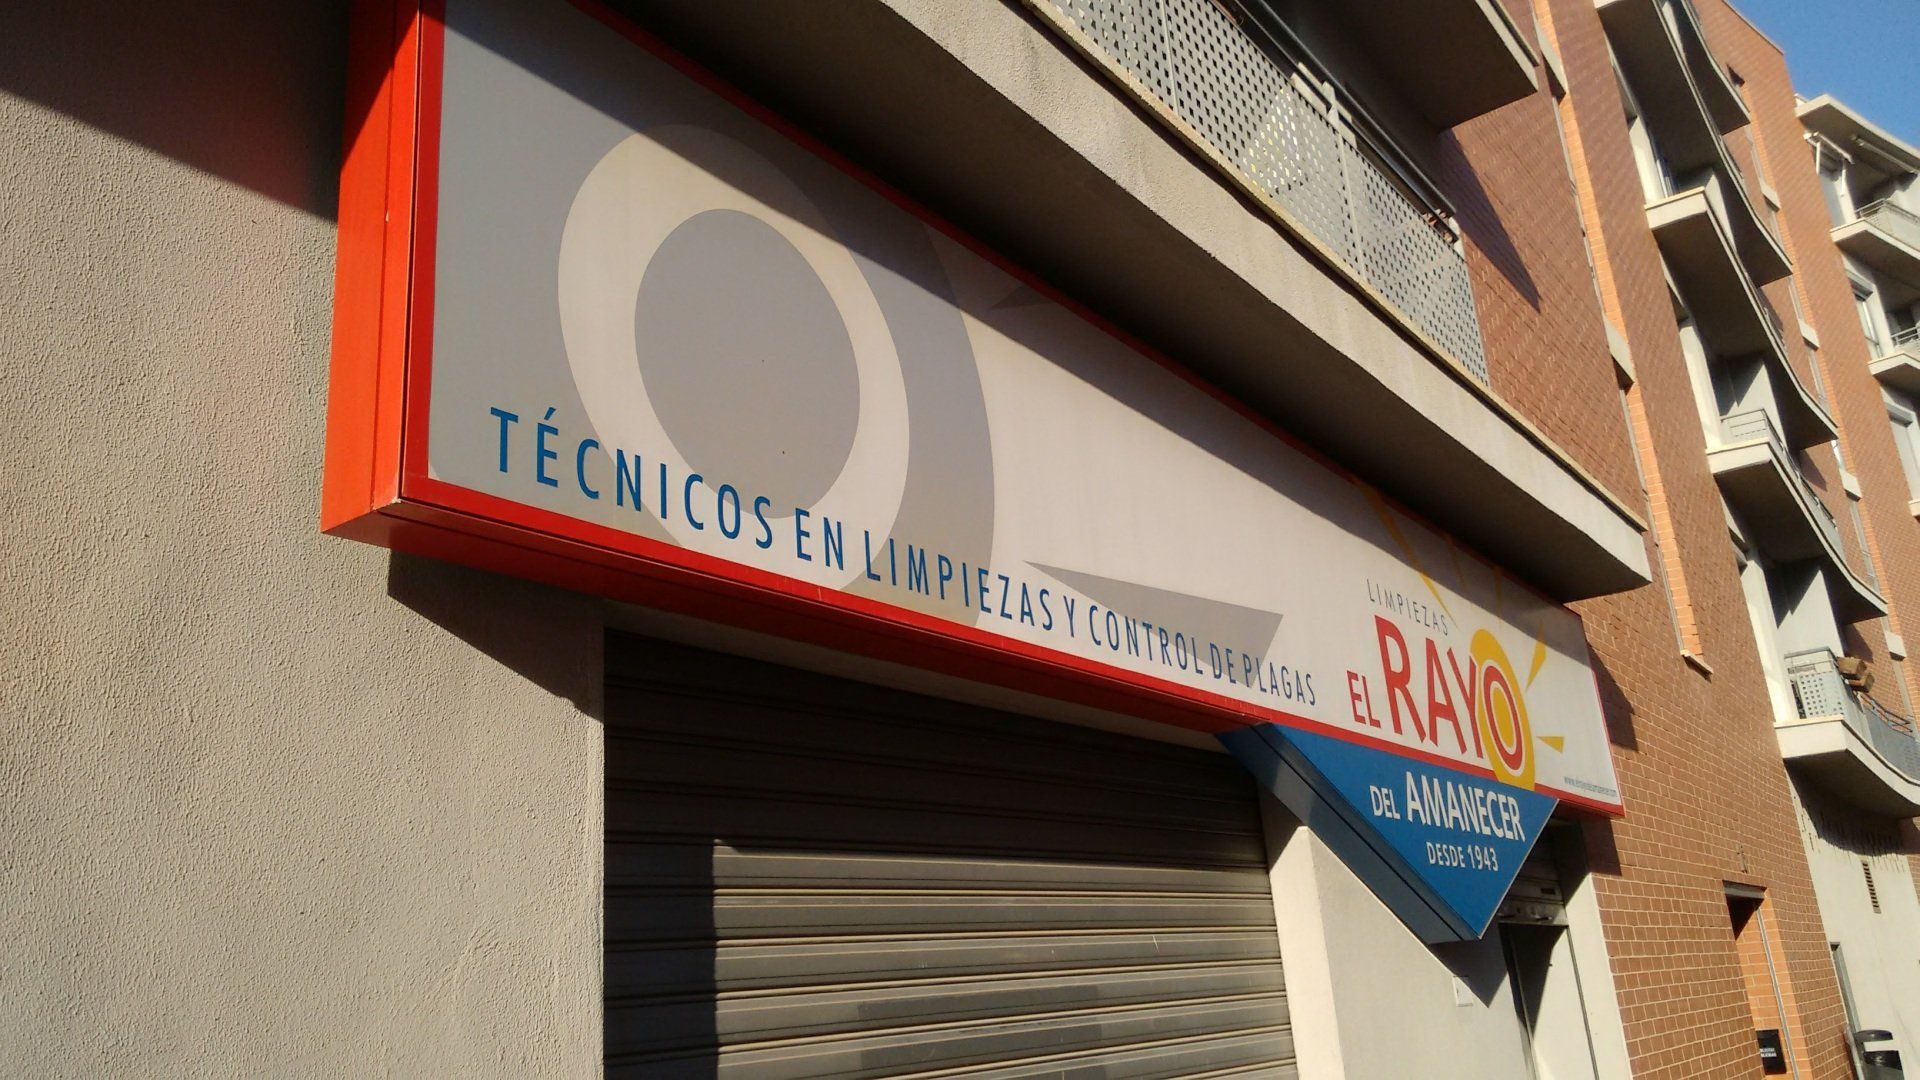 TÉCNICOS EN LIMPIEZAS Y CONTROL DE PLAGAS
LIMPIEZAS
EL RAYO
DEL AMANECER
DESDE 1943